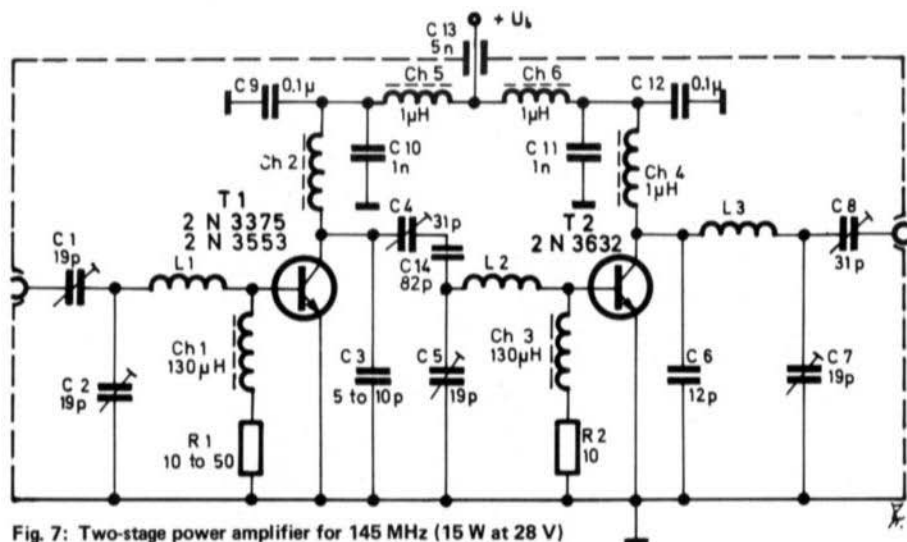 + U_b
C 13
5 n
C 9
0.1µ
Ch 5
1µH
Ch 6
1µH
C 12
0.1µ
Ch 2
C 10
1n
C 11
1n
Ch 4
1µH
T 1
2 N 3375
2 N 3553
C 4
31p
C14
82p
T 2
2 N 3632
L 3
C 8
31 p
C 1
19p
L1
L 2
Ch 1
130µH
Ch 3
130µH
C 2
19p
C 3
5 to 10p
C 5
19p
C 6
12p
C 7
19p
R 1
10 to 50
R 2
10
Fig. 7: Two-stage power amplifier for 145 MHz (15 W at 28 V)